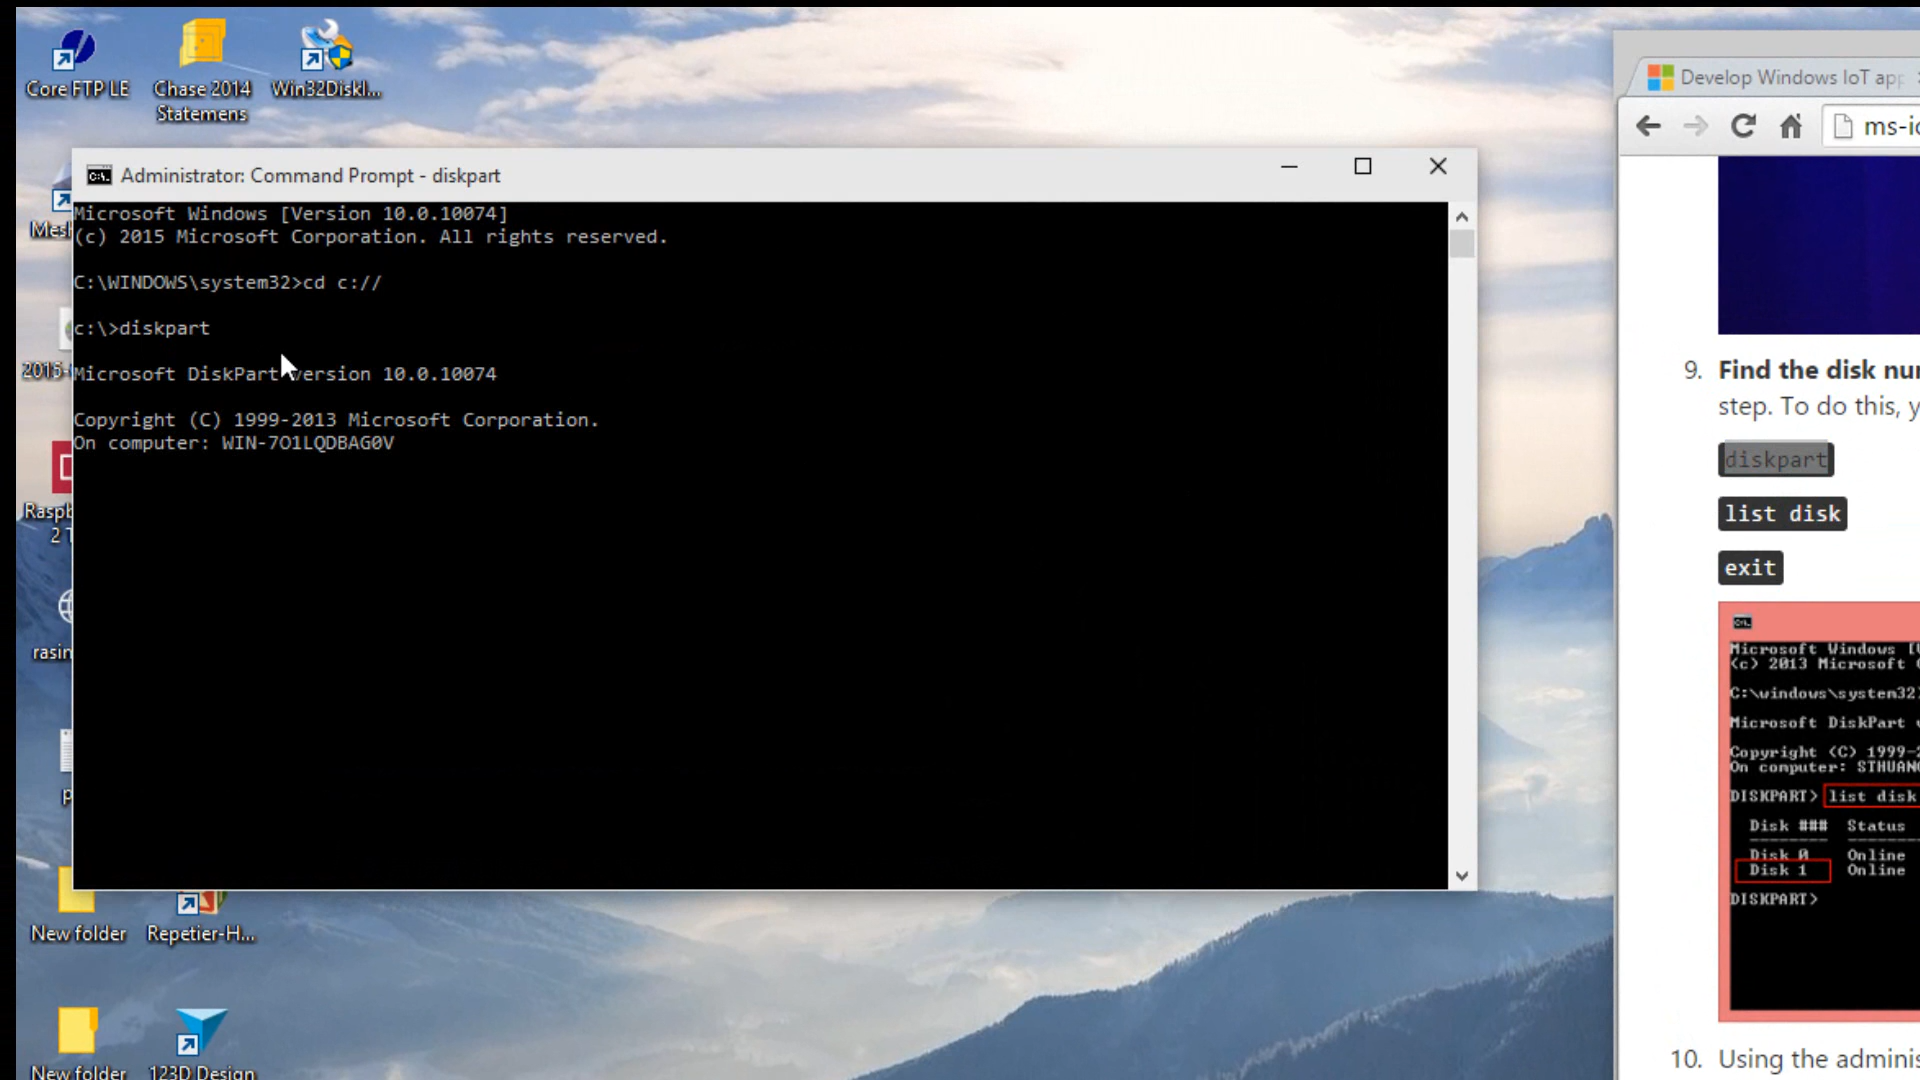 Core FTP LE
Chase 2014
Statemens
Win32DiskI...
Administrator: Command Prompt - diskpart
Microsoft Windows [Version 10.0.10074]
(c) 2015 Microsoft Corporation. All rights reserved.
C:\WINDOWS\system32>cd c://
c:\>diskpart
Microsoft DiskPart version 10.0.10074
Copyright (C) 1999-2013 Microsoft Corporation.
On computer: WIN-7O1LQDBAG0V
Mes
2015-
Raspb
2 T
rasin
p
New folder
Repetier-H...
New folder
123D Design
Develop Windows IoT app
ms-io
9. Find the disk nu
step. To do this, y
diskpart
list disk
exit
Microsoft Windows [
(c) 2013 Microsoft
C:\windows\system32
Microsoft DiskPart
Copyright (C) 1999-
On computer: STHUAN
DISKPART> list disk
Disk ### Status
Disk 0 Online
Disk 1 Online
DISKPART>
10. Using the adminis